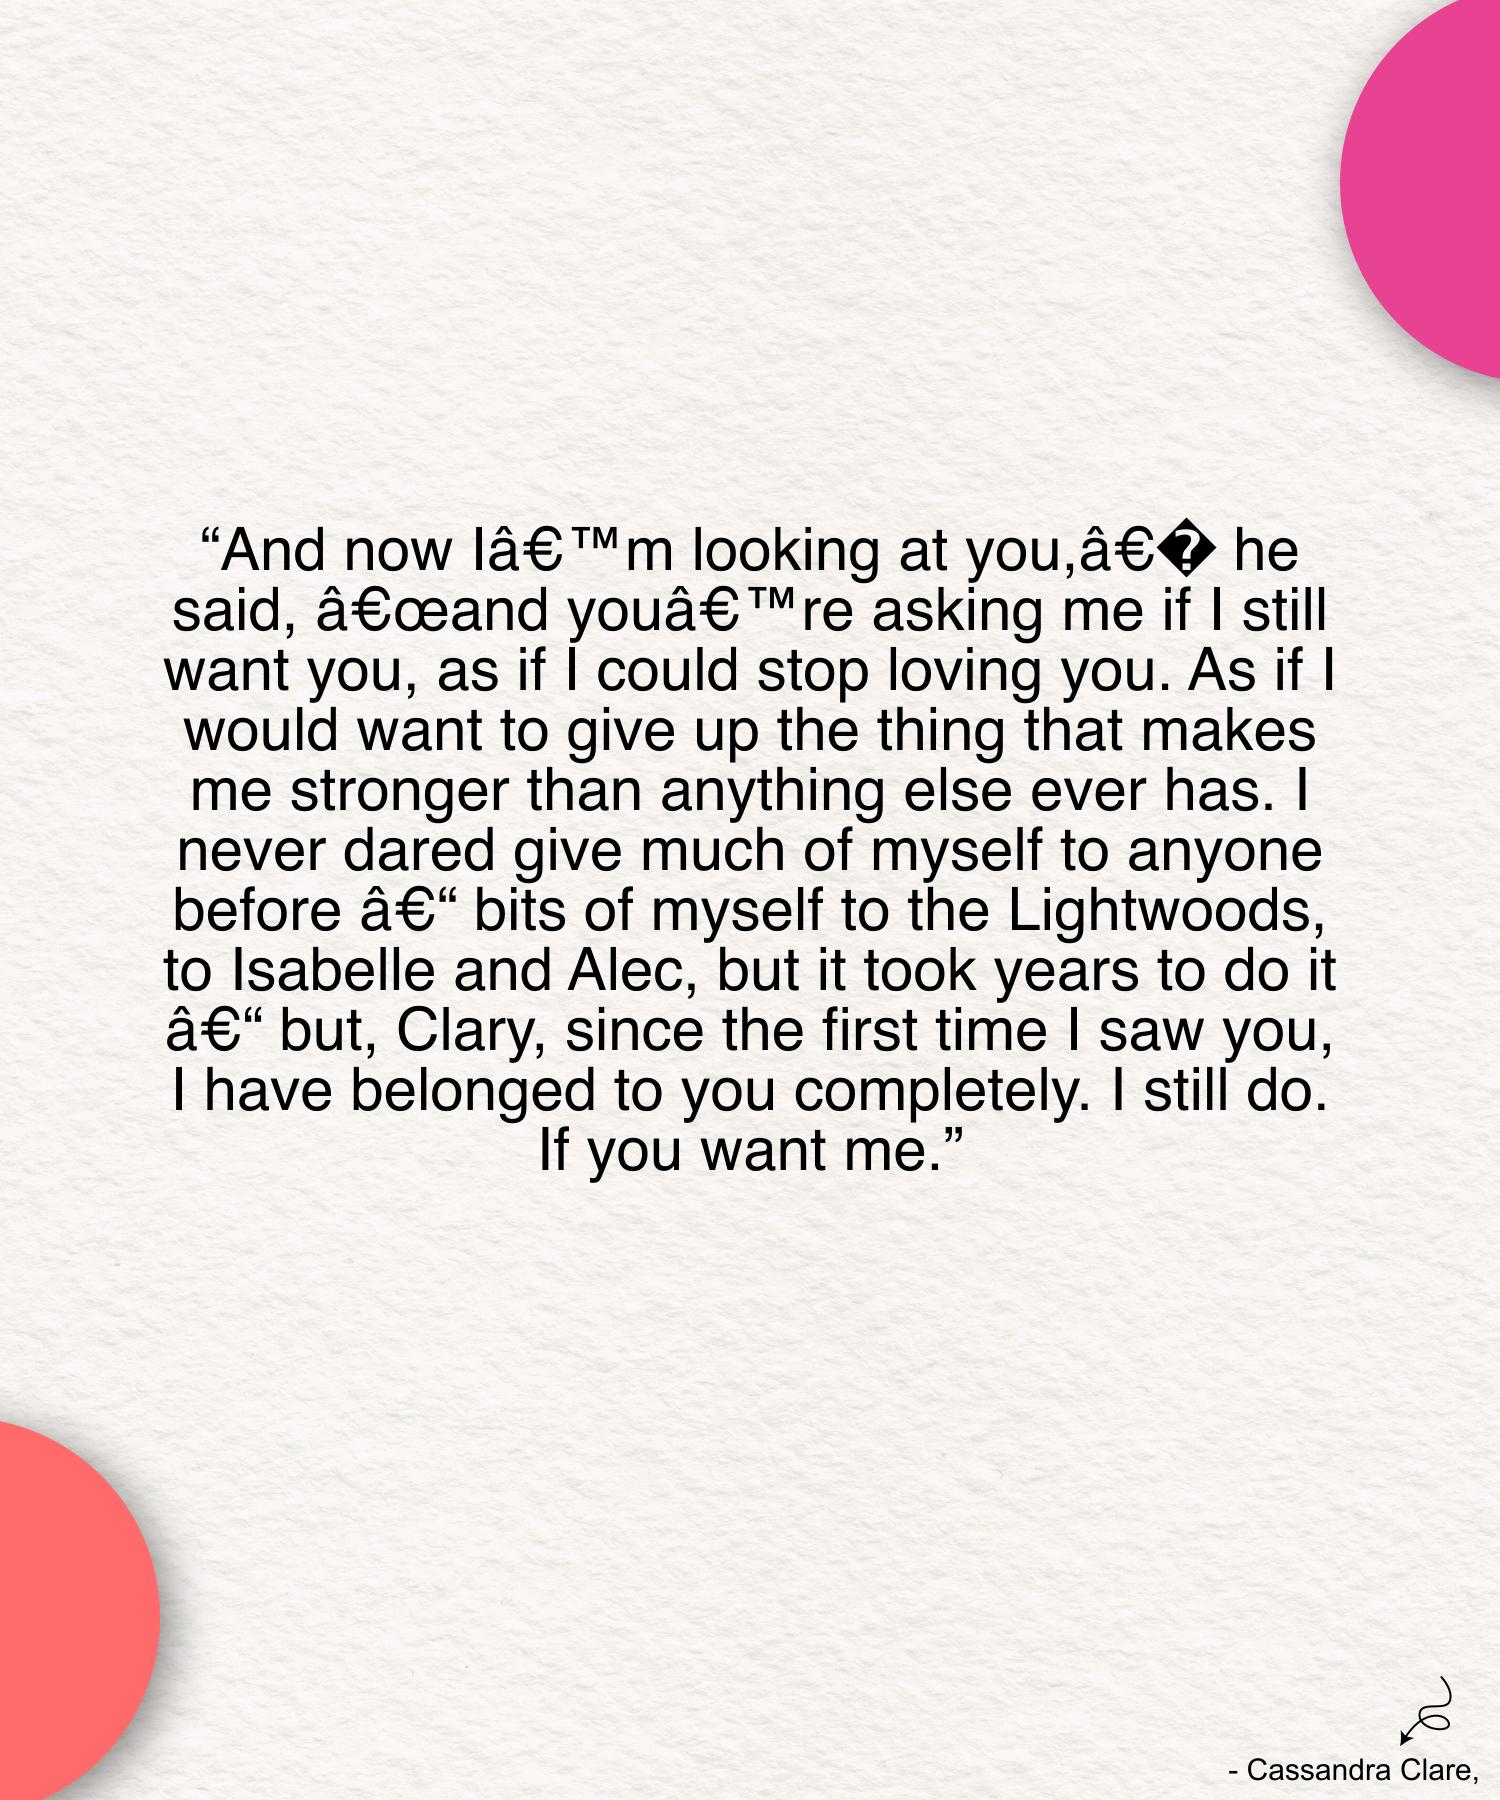 “And now Iâ€™m looking at you,â€� he
said, â€œand youâ€™re asking me if I still
want you, as if I could stop loving you. As if I
would want to give up the thing that makes
me stronger than anything else ever has. I
never dared give much of myself to anyone
before â€“ bits of myself to the Lightwoods,
to Isabelle and Alec, but it took years to do it
â€“ but, Clary, since the first time I saw you,
I have belonged to you completely. I still do.
If you want me.”
- Cassandra Clare,